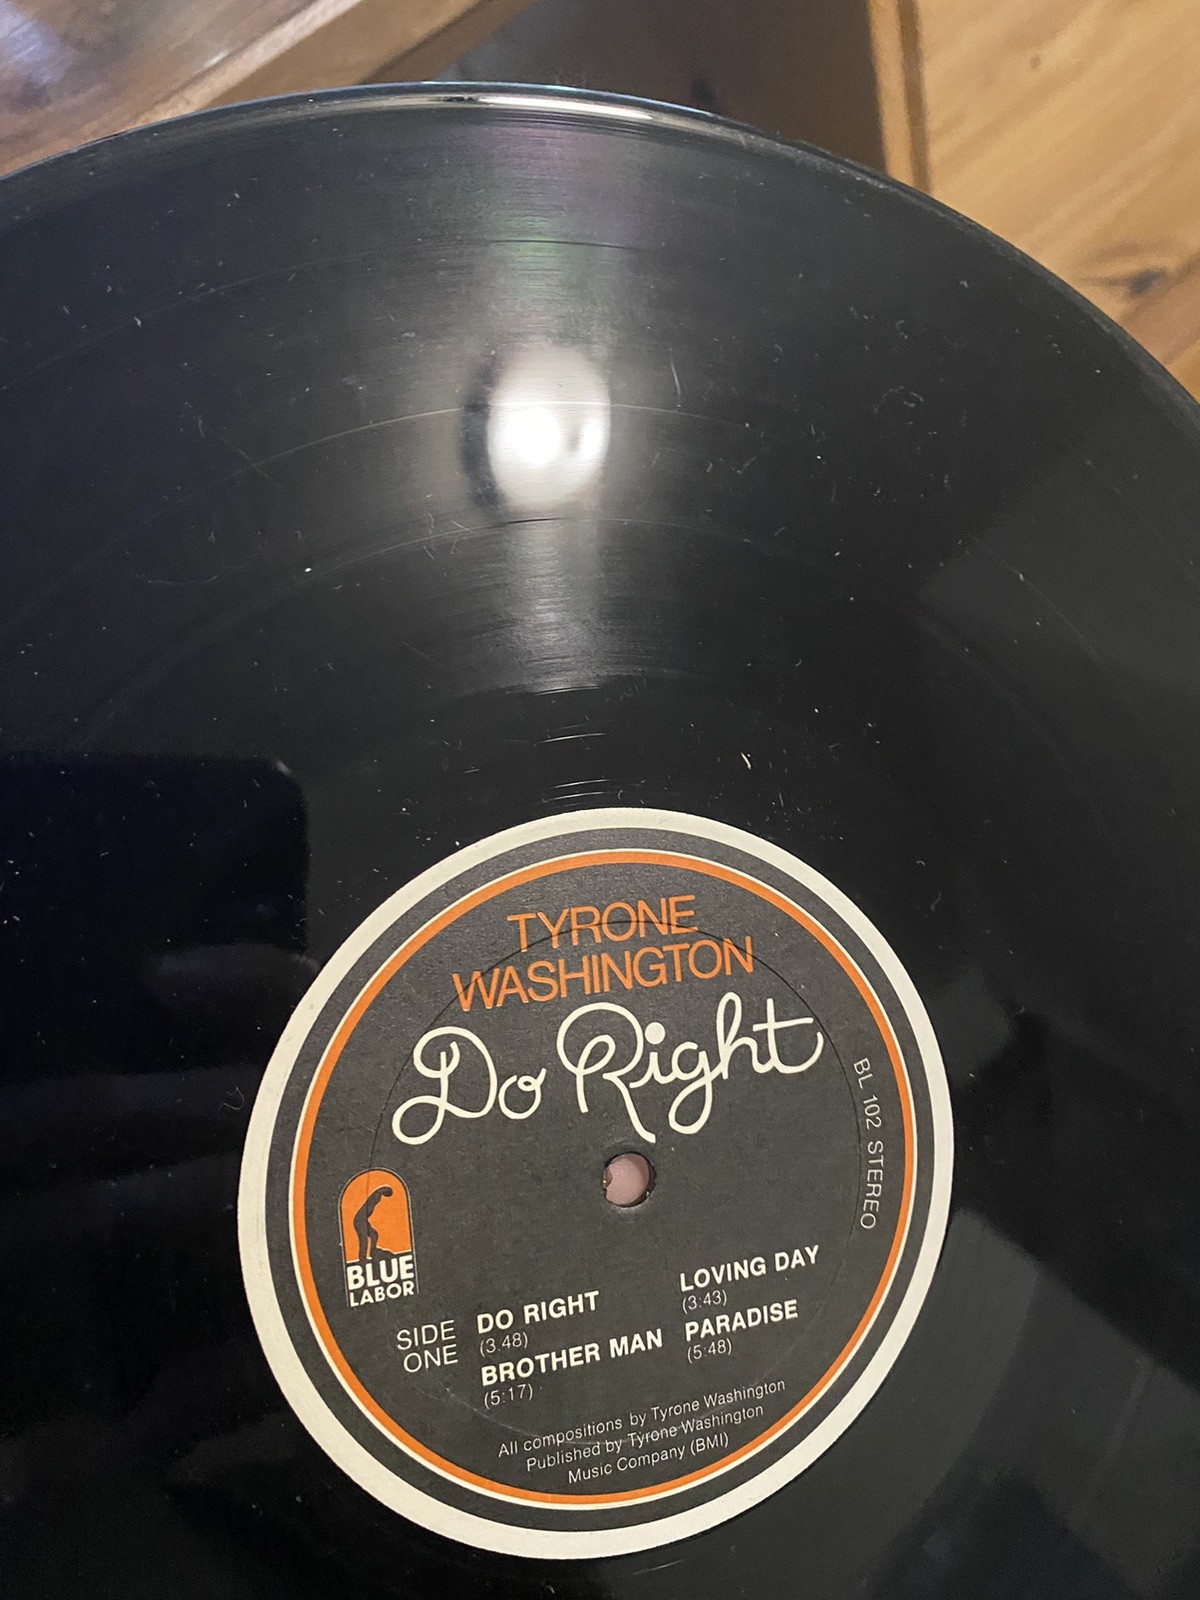 TYRONE
WASHINGTON
Do Right
BL 102 STEREO
BLUE
LABOR
SIDE
ONE
DO RIGHT
(3.48)
BROTHER MAN
(5:17)
LOVING DAY
(3:43)
PARADISE
(5:48)
All compositions by Tyrone Washington
Published by Tyrone Washington
Music Company (BMI)